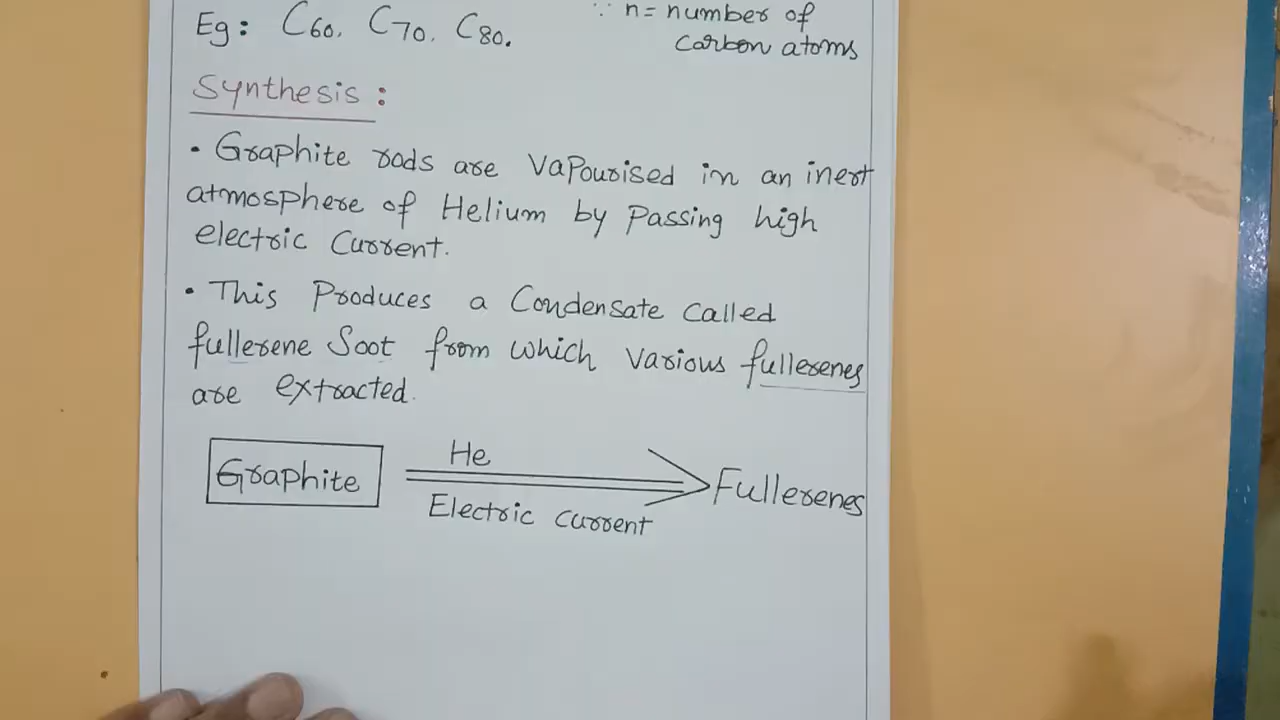 Eg: C60, C70, C80.
∵ n = number of
carbon atoms
Synthesis:
• Graphite rods are vapourised in an inert
atmosphere of Helium by passing high
electric current.
• This Produces a Condensate called
fullerene Soot from which various fullerenes
are extracted.
He
Graphite
Fullerenes
Electric current